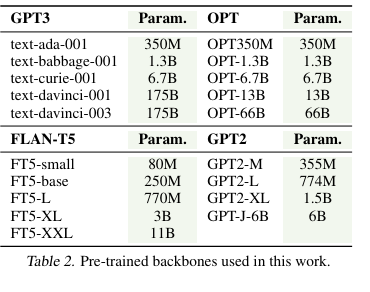 GPT3 Param. OPT Param.
text-ada-001 350M OPT350M 350M
text-babbage-001 1.3B OPT-1.3B 1.3B
text-curie-001 6.7B OPT-6.7B 6.7B
text-davinci-001 175B OPT-13B 13B
text-davinci-003 175B OPT-66B 66B
FLAN-T5 Param. GPT2 Param.
FT5-small 80M GPT2-M 355M
FT5-base 250M GPT2-L 774M
FT5-L 770M GPT2-XL 1.5B
FT5-XL 3B GPT-J-6B 6B
FT5-XXL 11B
Table 2. Pre-trained backbones used in this work.